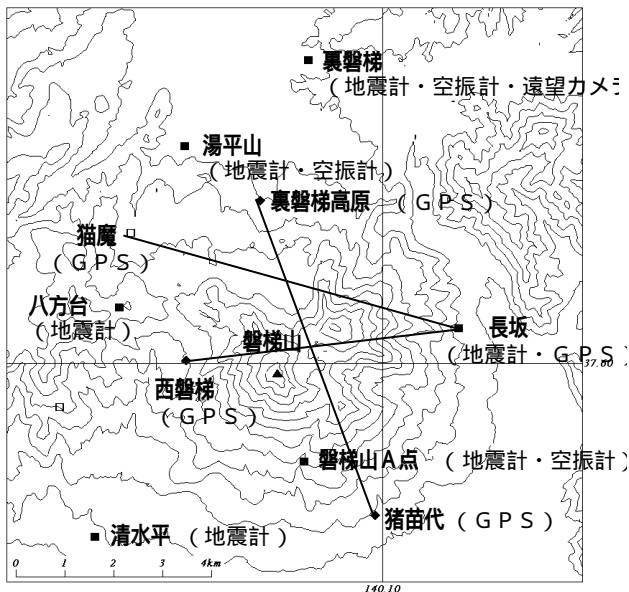 裏磐梯
(地震計・空振計・遠望カメラ
湯平山
(地震計・空振計)
裏磐梯高原 (GPS)
猫魔
(GPS)
八方台
(地震計)
磐梯山
長坂
(地震計・GPS)
37.00
西磐梯
(GPS)
磐梯山A点 (地震計・空振計)
猪苗代 (GPS)
清水平 (地震計)
0 1 2 3 4km
140.10